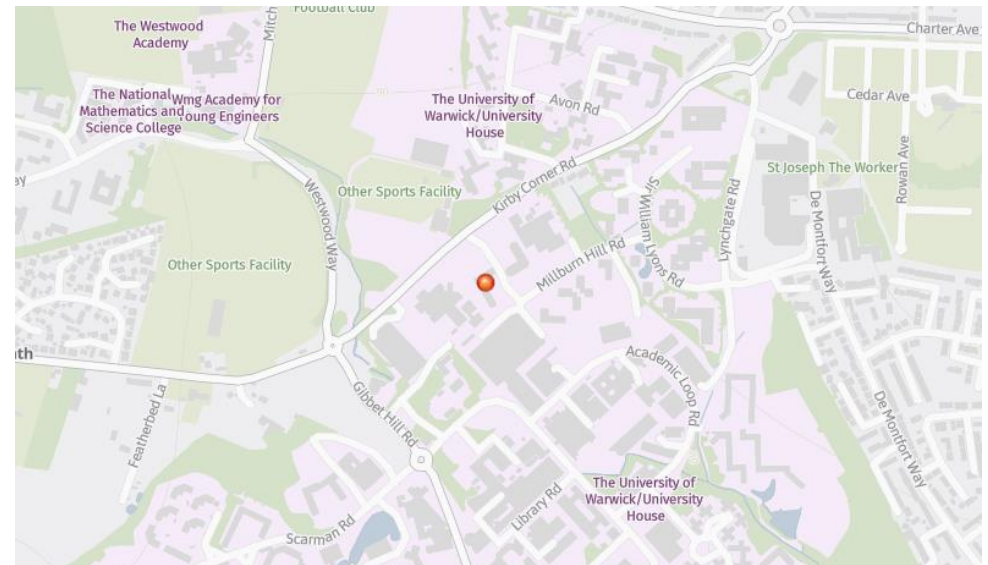 Football Club
The Westwood
Academy
Mitch
Charter Ave
The National
Mathematics and
Science College
Wmg Academy for
Young Engineers
The University of
Warwick/University
House
Avon Rd
Cedar Ave
Rowan Ave
St Joseph The Worker
Kirby Corner Rd
Other Sports Facility
Westwood Way
Sir William Lyons Rd
Lynchgate Rd
De Montfort Way
Other Sports Facility
Millburn Hill Rd
ath
Gibbet Hill Rd
Academic Loop Rd
Featherbed La
De Montfort Way
The University of
Warwick/University
House
Library Rd
Scarman Rd